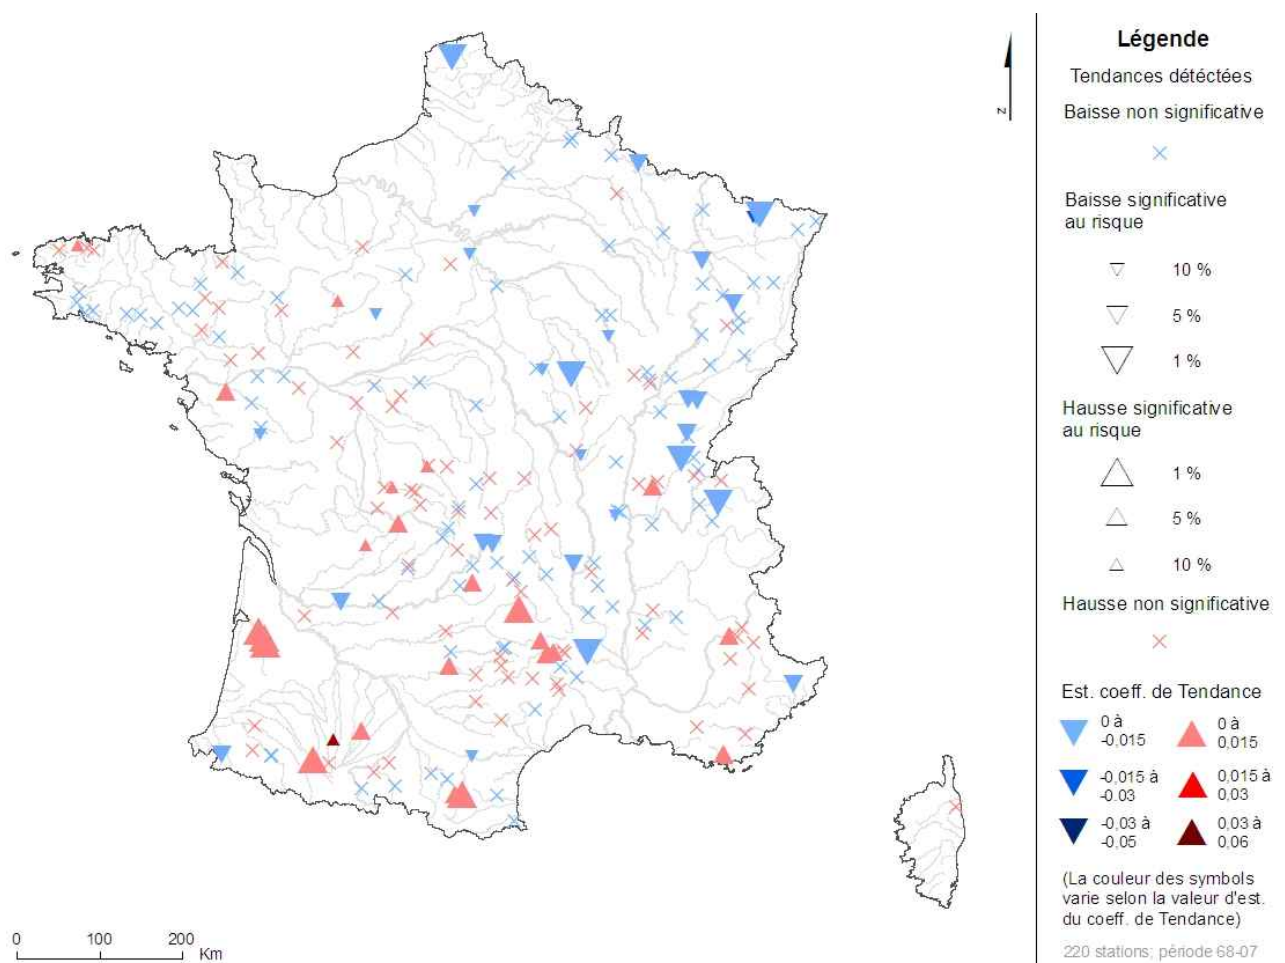 Légende
Tendances détéctées
Baisse non significative
Baisse significative
au risque
10 %
5 %
1 %
Hausse significative
au risque
1 %
5 %
10 %
Hausse non significative
Est. coeff. de Tendance
0 à
-0,015
0 à
0,015
-0,015 à
-0.03
0,015 à
0,03
-0,03 à
-0,05
0,03 à
0,06
(La couleur des symbols
varie selon la valeur d'est.
du coeff. de Tendance)
220 stations; période 68-07
z
0 100 200
Km